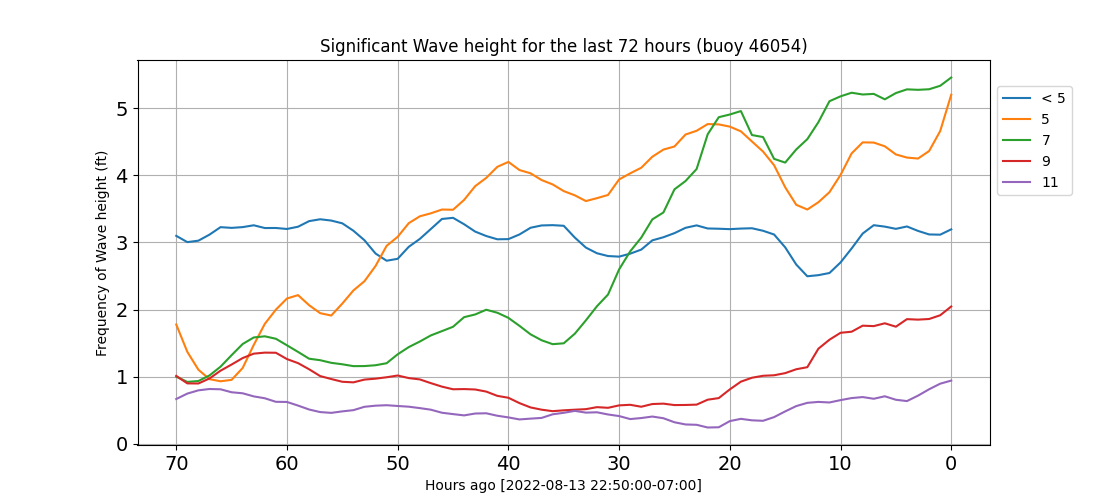 Significant Wave height for the last 72 hours (buoy 46054)
Frequency of Wave height (ft)
5
4
3
2
1
0
70 60 50 40 30 20 10 0
Hours ago [2022-08-13 22:50:00-07:00]
< 5
5
7
9
11